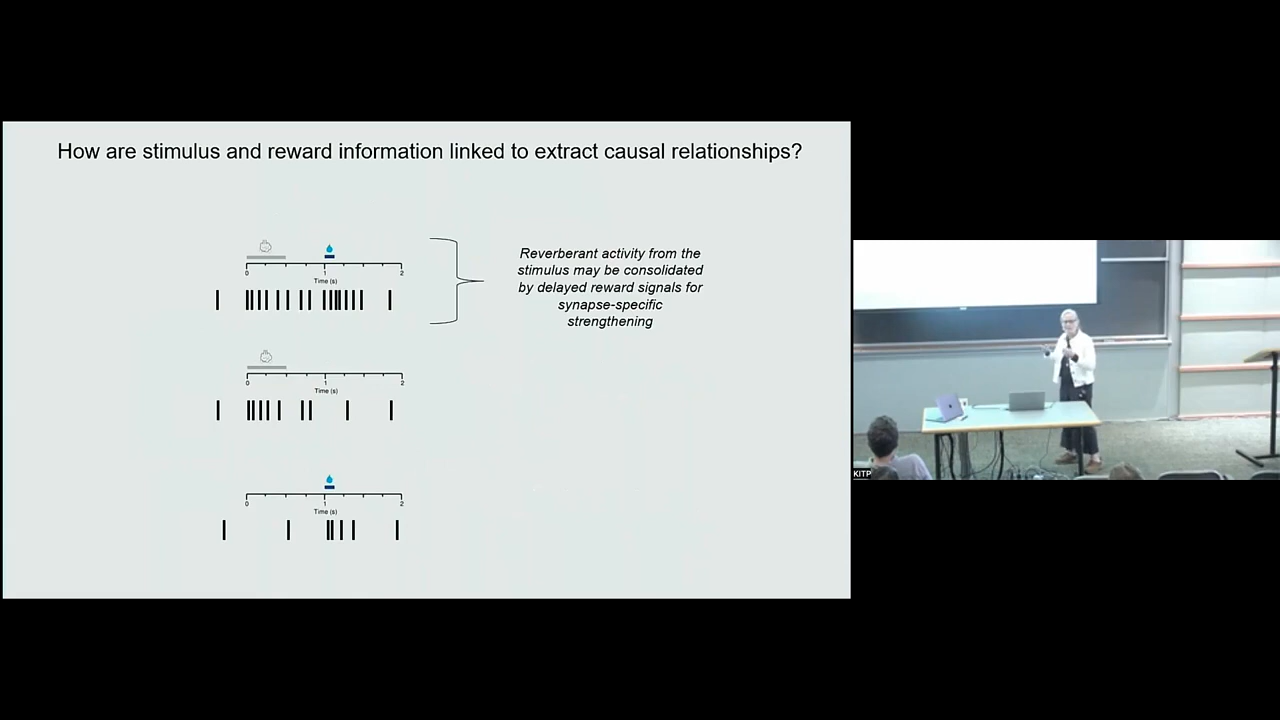 How are stimulus and reward information linked to extract causal relationships?
0 1 2
Time (s)
Reverberant activity from the
stimulus may be consolidated
by delayed reward signals for
synapse-specific
strengthening
0 1 2
Time (s)
0 1 2
Time (s)
KITP